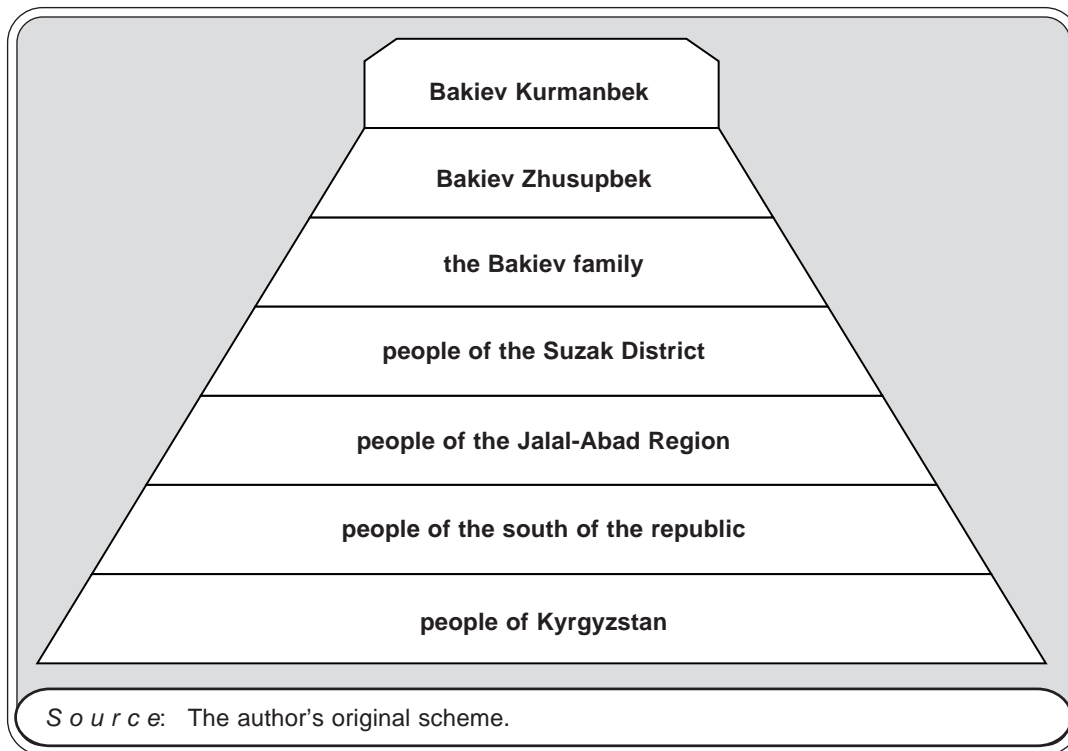 Bakiev Kurmanbek
Bakiev Zhusupbek
the Bakiev family
people of the Suzak District
people of the Jalal-Abad Region
people of the south of the republic
people of Kyrgyzstan
Source: The author's original scheme.